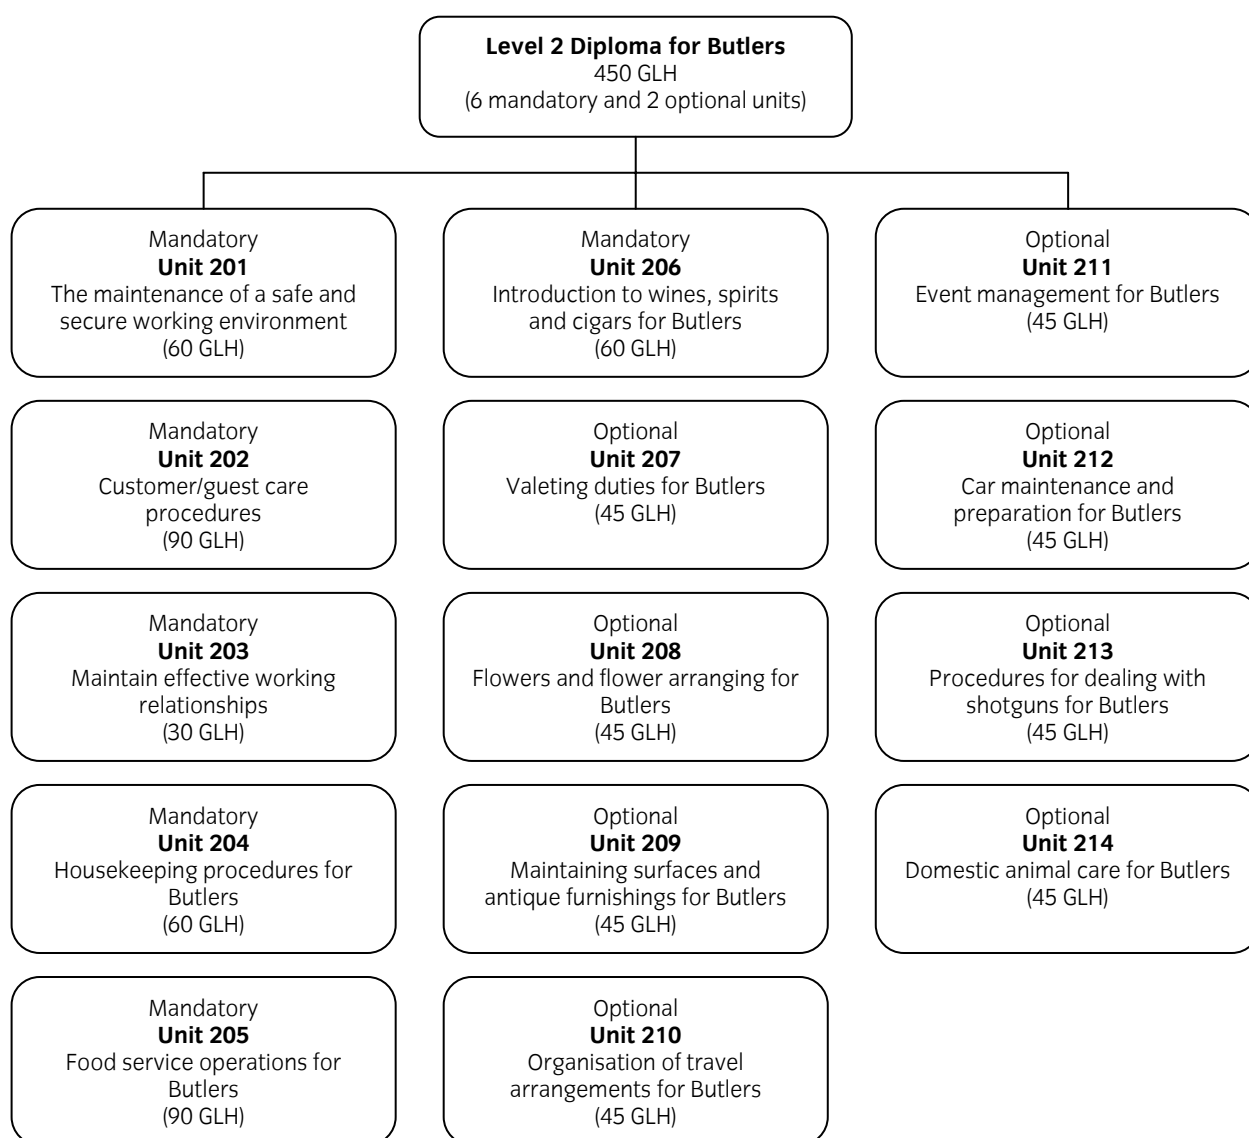 Level 2 Diploma for Butlers
450 GLH
(6 mandatory and 2 optional units)
Mandatory
Unit 201
The maintenance of a safe and
secure working environment
(60 GLH)
Mandatory
Unit 202
Customer/guest care
procedures
(90 GLH)
Mandatory
Unit 203
Maintain effective working
relationships
(30 GLH)
Mandatory
Unit 204
Housekeeping procedures for
Butlers
(60 GLH)
Mandatory
Unit 205
Food service operations for
Butlers
(90 GLH)
Mandatory
Unit 206
Introduction to wines, spirits
and cigars for Butlers
(60 GLH)
Optional
Unit 207
Valeting duties for Butlers
(45 GLH)
Optional
Unit 208
Flowers and flower arranging for
Butlers
(45 GLH)
Optional
Unit 209
Maintaining surfaces and
antique furnishings for Butlers
(45 GLH)
Optional
Unit 210
Organisation of travel
arrangements for Butlers
(45 GLH)
Optional
Unit 211
Event management for Butlers
(45 GLH)
Optional
Unit 212
Car maintenance and
preparation for Butlers
(45 GLH)
Optional
Unit 213
Procedures for dealing with
shotguns for Butlers
(45 GLH)
Optional
Unit 214
Domestic animal care for Butlers
(45 GLH)